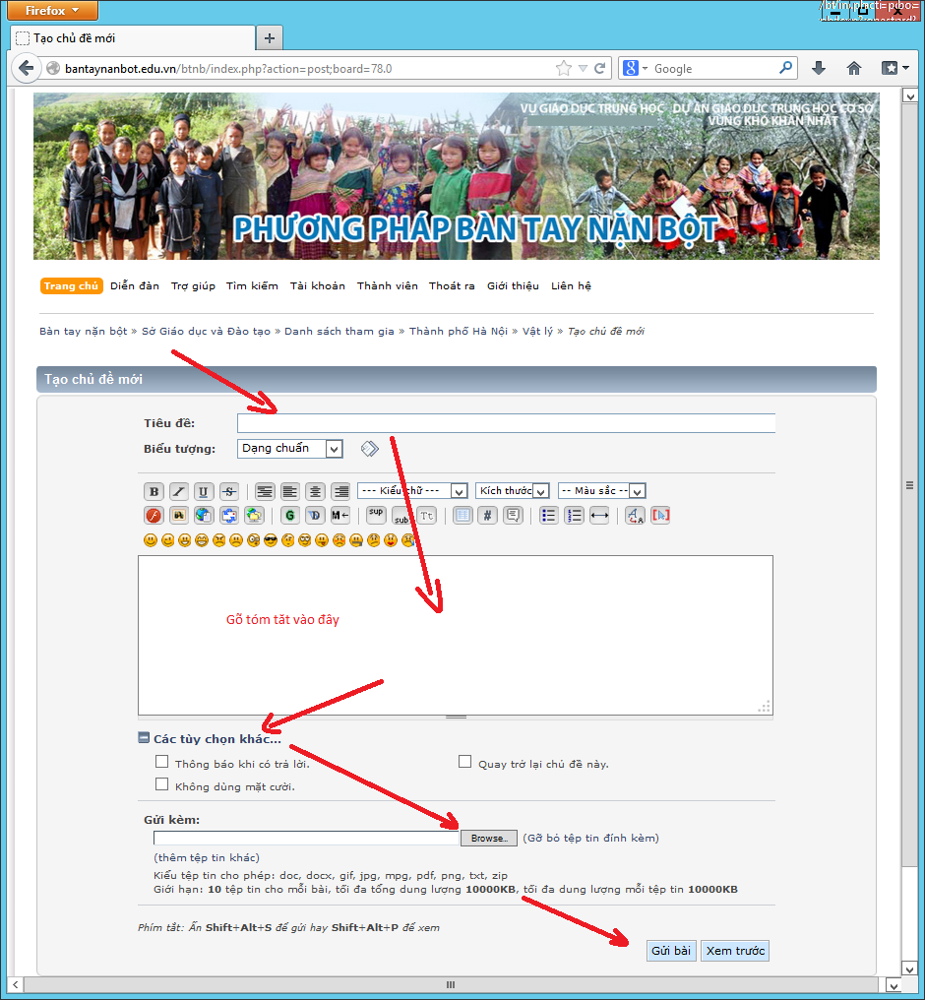 Firefox
Tạo chủ đề mới
bantaynanbot.edu.vn/btnb/index.php?action=post;board=78.0
Google
VỤ GIÁO DỤC TRUNG HỌC DỰ ÁN GIÁO DỤC TRUNG HỌC CƠ SỞ
VÙNG KHÓ KHĂN NHẤT
PHƯƠNG PHÁP BÀN TAY NẶN BỘT
Trang chủ Diễn đàn Trợ giúp Tìm kiếm Tài khoản Thành viên Thoát ra Giới thiệu Liên hệ
Bàn tay nặn bột » Sở Giáo dục và Đào tạo » Danh sách tham gia » Thành phố Hà Nội » Vật lý » Tạo chủ đề mới
Tạo chủ đề mới
Tiêu đề:
Biểu tượng: Dạng chuẩn
B I U S --- Kiểu chữ --- Kích thước -- Màu sắc --
G M sup sub Tt #
Gõ tóm tăt vào đây
Các tùy chọn khác...
Thông báo khi có trả lời. Quay trở lại chủ đề này.
Không dùng mặt cười.
Gửi kèm:
Browse... (Gỡ bỏ tệp tin đính kèm)
(thêm tệp tin khác)
Kiểu tệp tin cho phép: doc, docx, gif, jpg, mpg, pdf, png, txt, zip
Giới hạn: 10 tệp tin cho mỗi bài, tối đa tổng dung lượng 10000KB, tối đa dung lượng mỗi tệp tin 10000KB
Phím tắt: Ấn Shift+Alt+S để gửi hay Shift+Alt+P để xem
Gửi bài Xem trước